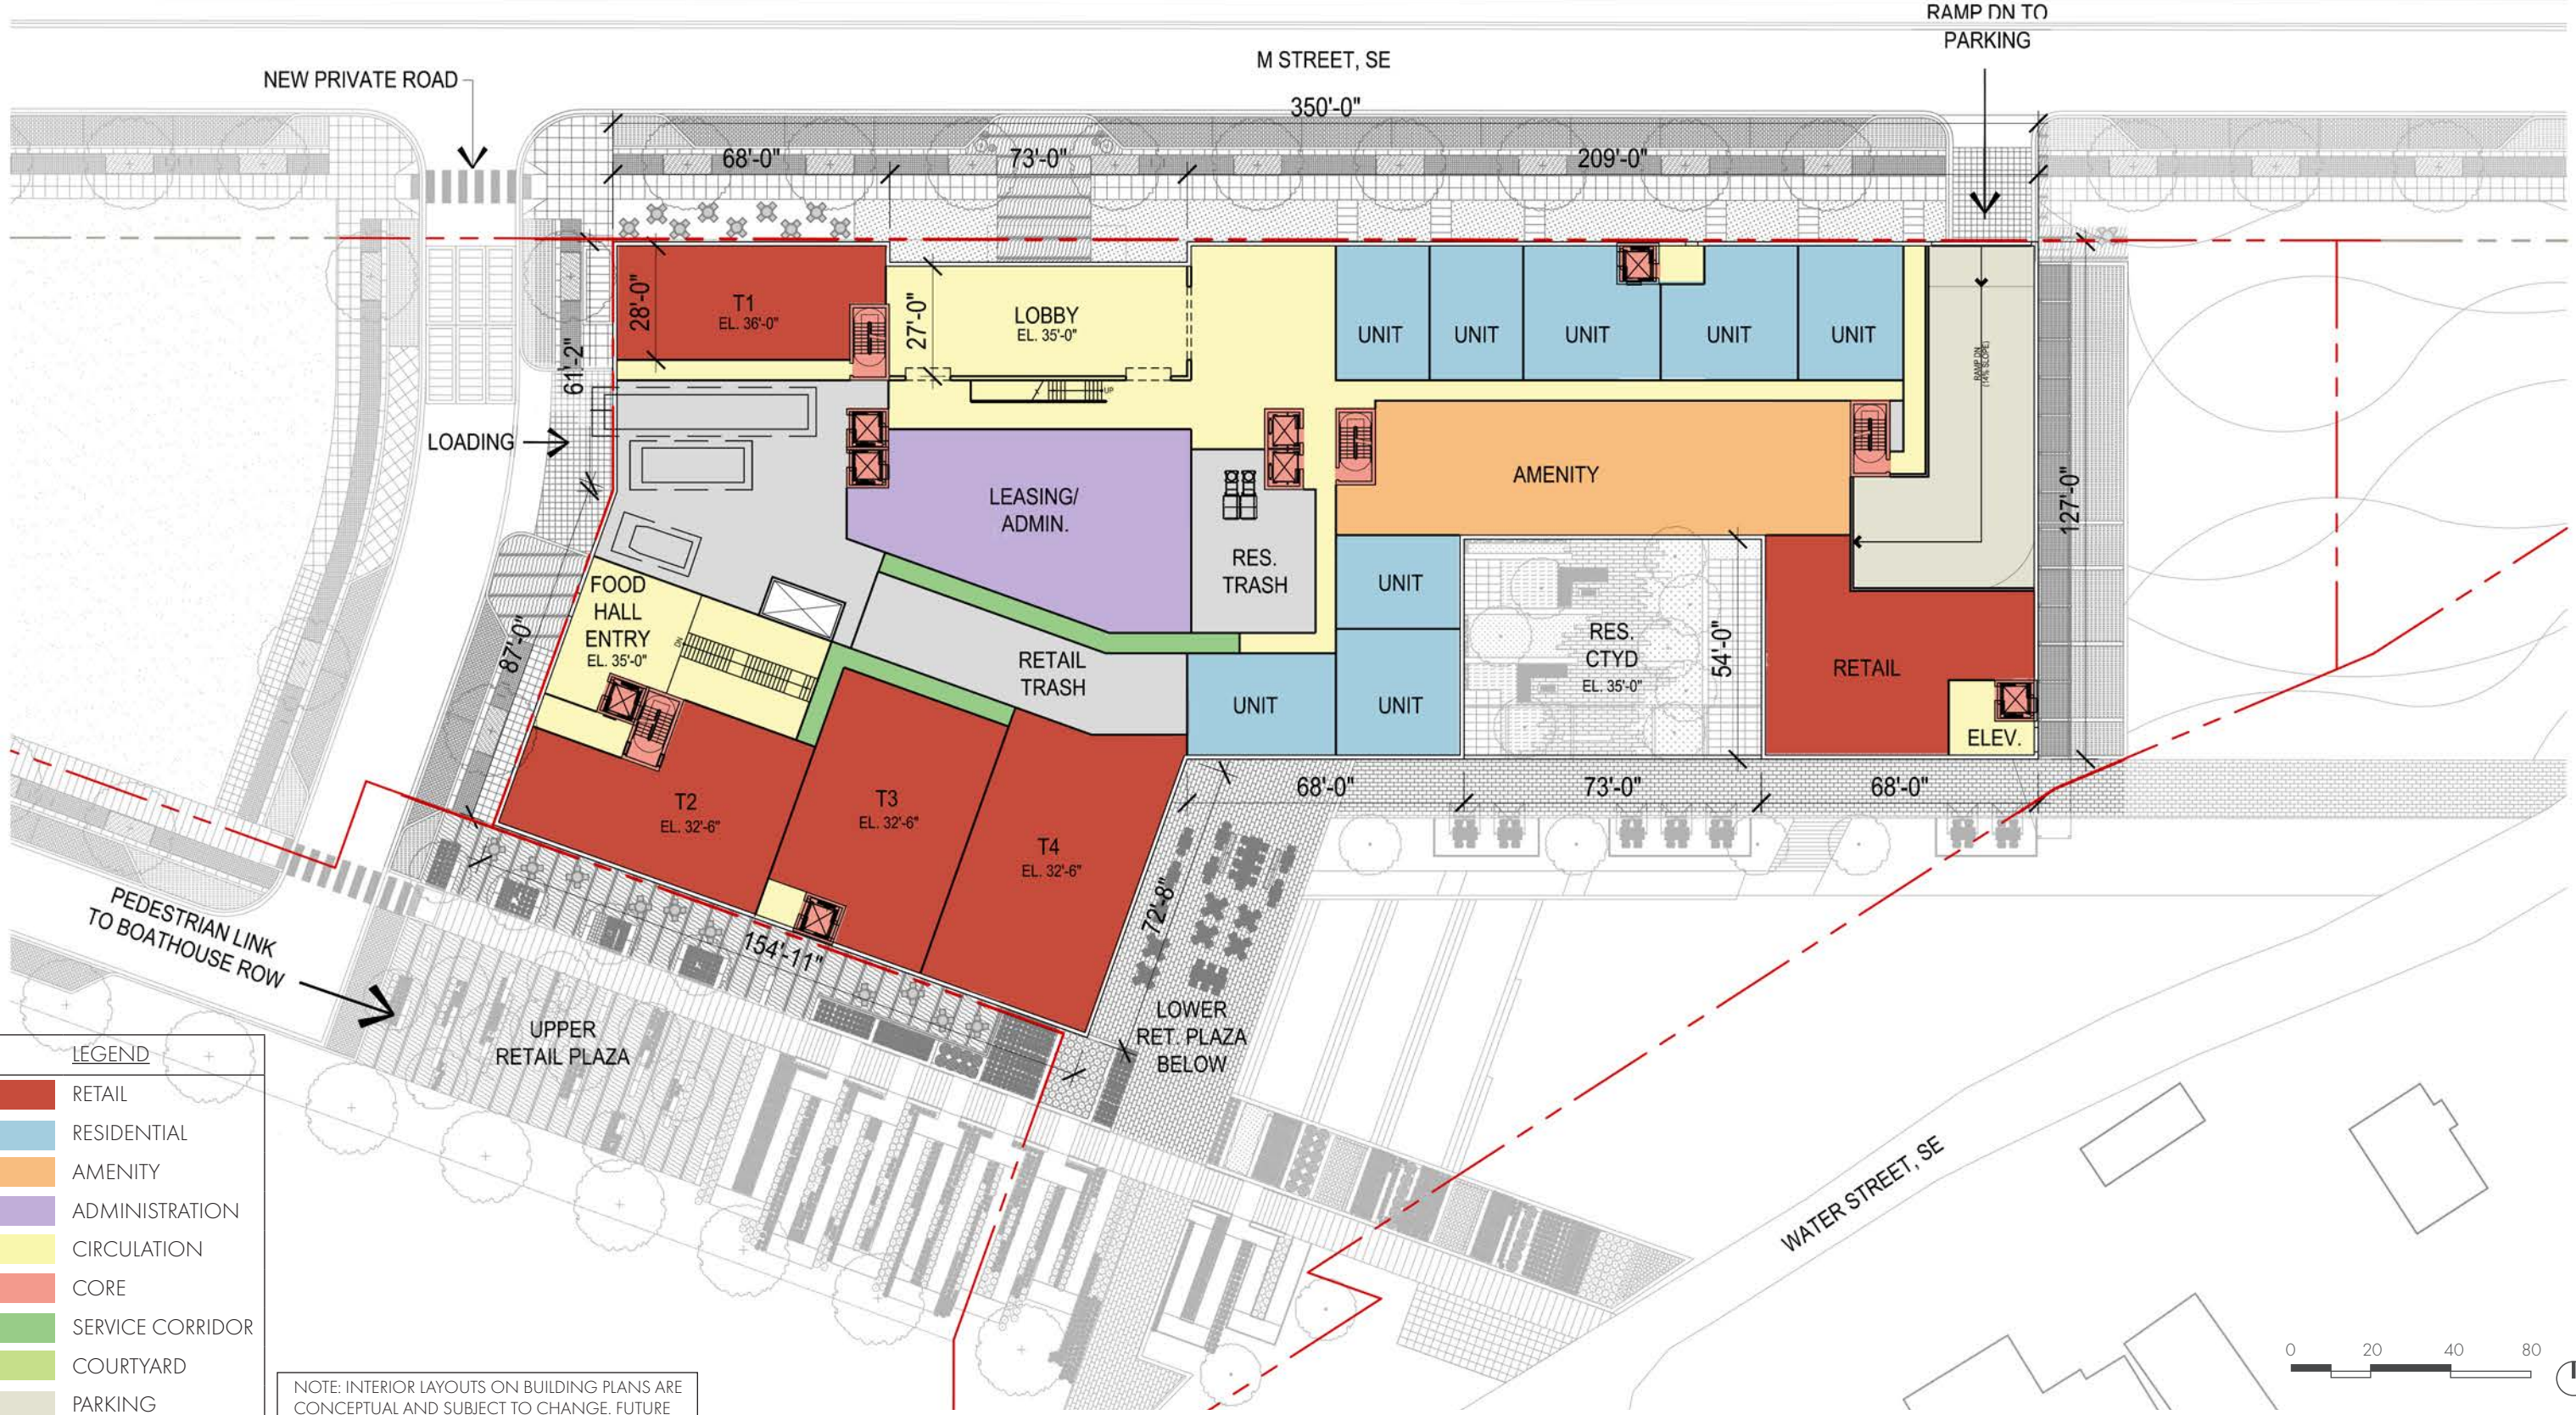 RAMP DN TO
PARKING
M STREET, SE
NEW PRIVATE ROAD
350'-0"
68'-0"
73'-0"
209'-0"
28'-0"
T1
EL. 36'-0"
27'-0"
LOBBY
EL. 35'-0"
UNIT
UNIT
UNIT
UNIT
UNIT
RAMP DN
(14% SLOPE)
61'-2"
UP
LOADING
LEASING/
ADMIN.
AMENITY
127'-0"
RES.
TRASH
FOOD
HALL
ENTRY
EL. 35'-0"
DN
87'-0"
UNIT
RES.
CTYD
EL. 35'-0"
54'-0"
RETAIL
RETAIL
TRASH
UNIT
UNIT
ELEV.
68'-0"
73'-0"
68'-0"
T2
EL. 32'-6"
T3
EL. 32'-6"
T4
EL. 32'-6"
72'-8"
154'-11"
PEDESTRIAN LINK
TO BOATHOUSE ROW
UPPER
RETAIL PLAZA
LOWER
RET. PLAZA
BELOW
WATER STREET, SE
LEGEND
RETAIL
RESIDENTIAL
AMENITY
ADMINISTRATION
CIRCULATION
CORE
SERVICE CORRIDOR
COURTYARD
PARKING
NOTE: INTERIOR LAYOUTS ON BUILDING PLANS ARE
CONCEPTUAL AND SUBJECT TO CHANGE. FUTURE
0 20 40 80